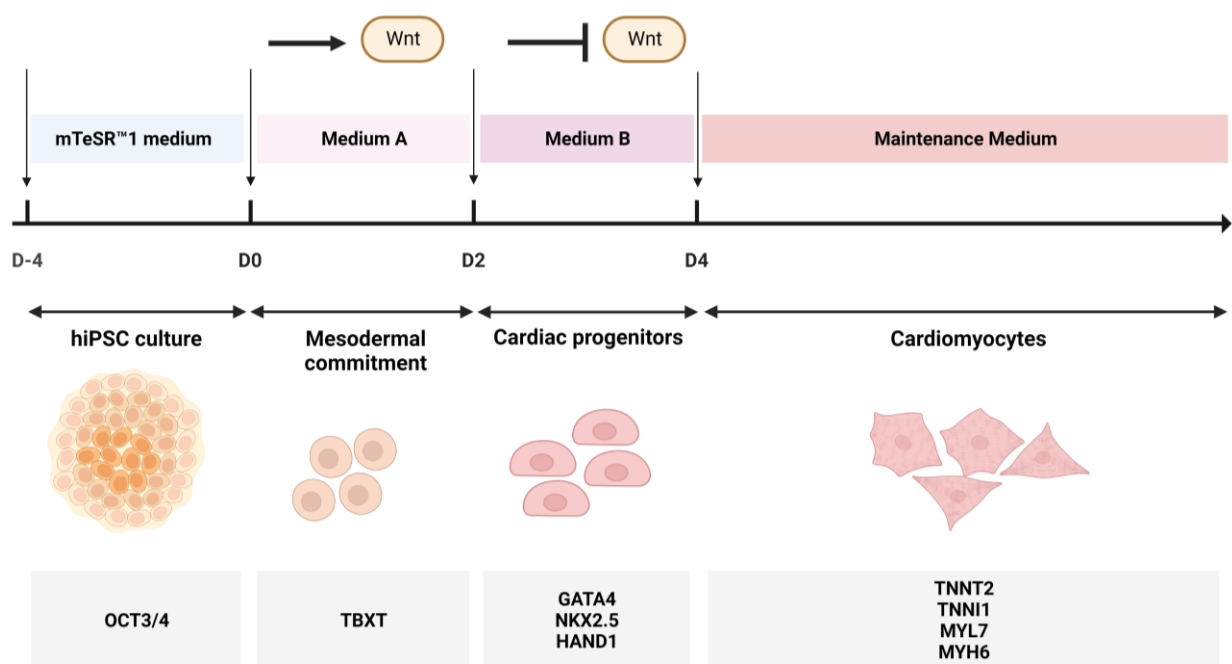 Wnt
Wnt
mTeSR™1 medium
Medium A
Medium B
Maintenance Medium
D-4
D0
D2
D4
hiPSC culture
Mesodermal
commitment
Cardiac progenitors
Cardiomyocytes
OCT3/4
TBXT
GATA4
NKX2.5
HAND1
TNNT2
TNNI1
MYL7
MYH6